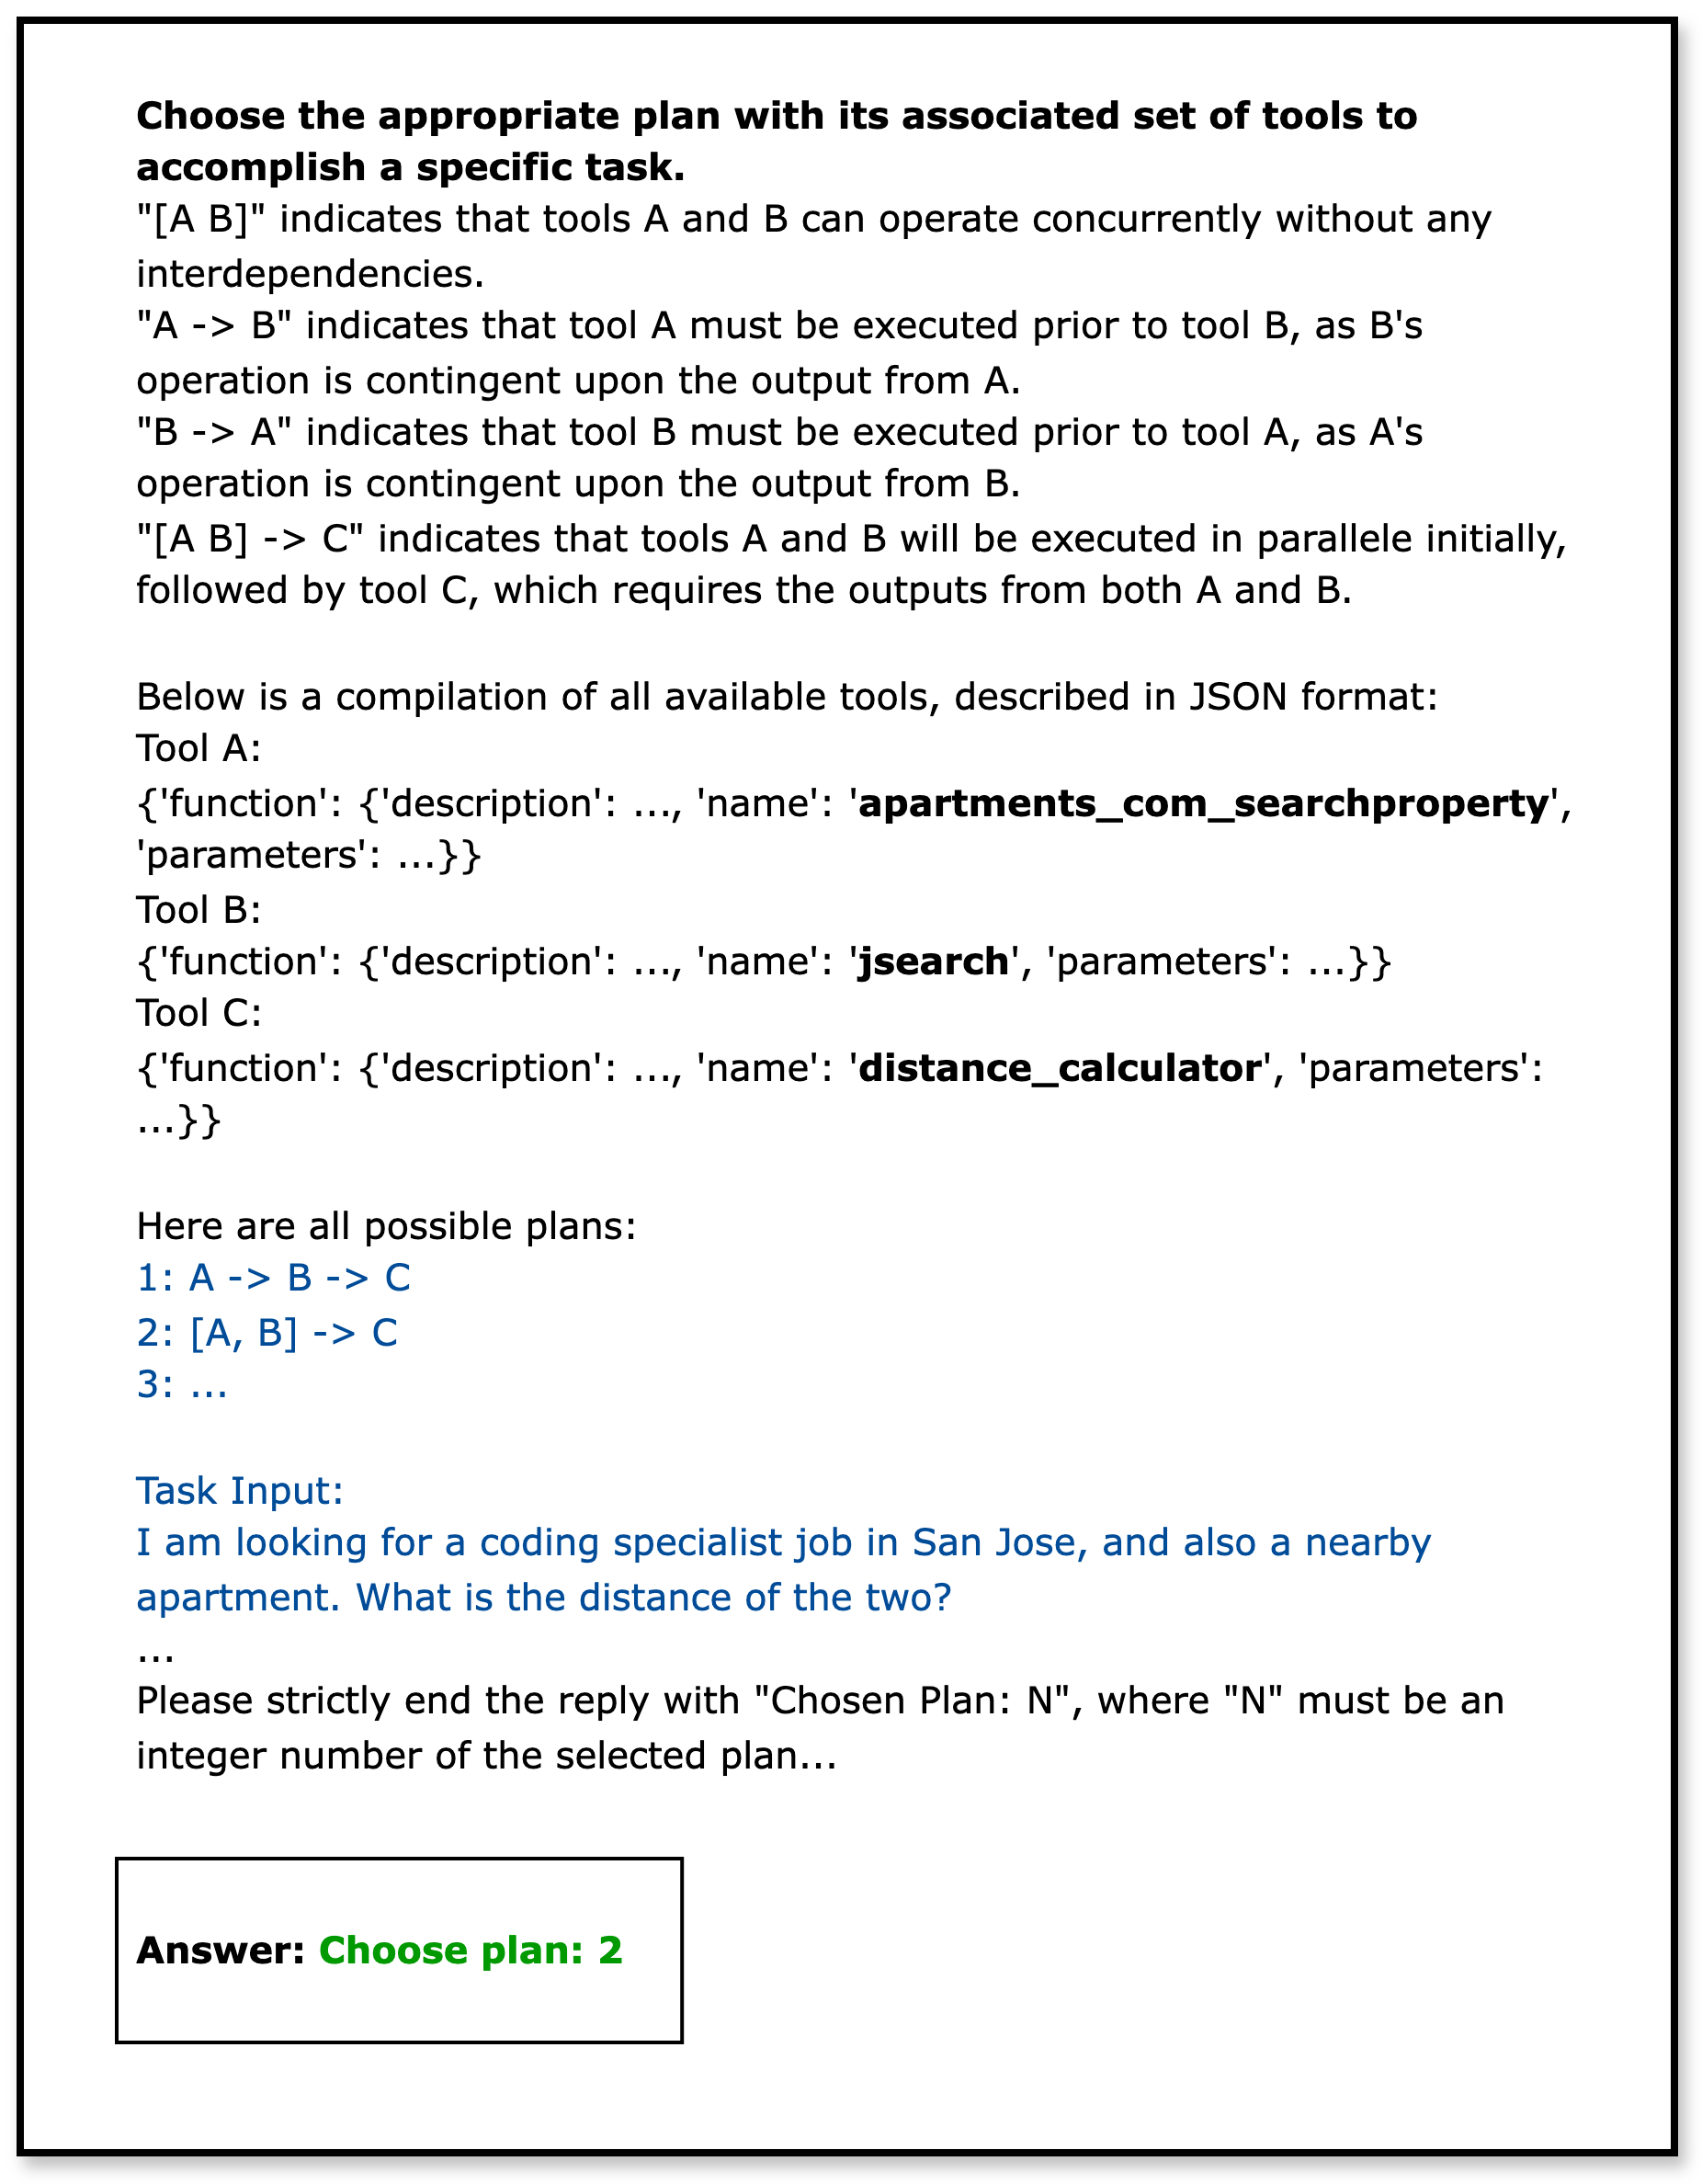 Choose the appropriate plan with its associated set of tools to
accomplish a specific task.
"[A B]" indicates that tools A and B can operate concurrently without any
interdependencies.
"A -> B" indicates that tool A must be executed prior to tool B, as B's
operation is contingent upon the output from A.
"B -> A" indicates that tool B must be executed prior to tool A, as A's
operation is contingent upon the output from B.
"[A B] -> C" indicates that tools A and B will be executed in parallele initially,
followed by tool C, which requires the outputs from both A and B.
Below is a compilation of all available tools, described in JSON format:
Tool A:
{'function': {'description': ..., 'name': 'apartments_com_searchproperty',
'parameters': ...}}
Tool B:
{'function': {'description': ..., 'name': 'jsearch', 'parameters': ...}}
Tool C:
{'function': {'description': ..., 'name': 'distance_calculator', 'parameters':
...}}
Here are all possible plans:
1: A -> B -> C
2: [A, B] -> C
3: ...
Task Input:
I am looking for a coding specialist job in San Jose, and also a nearby
apartment. What is the distance of the two?
...
Please strictly end the reply with "Chosen Plan: N", where "N" must be an
integer number of the selected plan...
Answer: Choose plan: 2